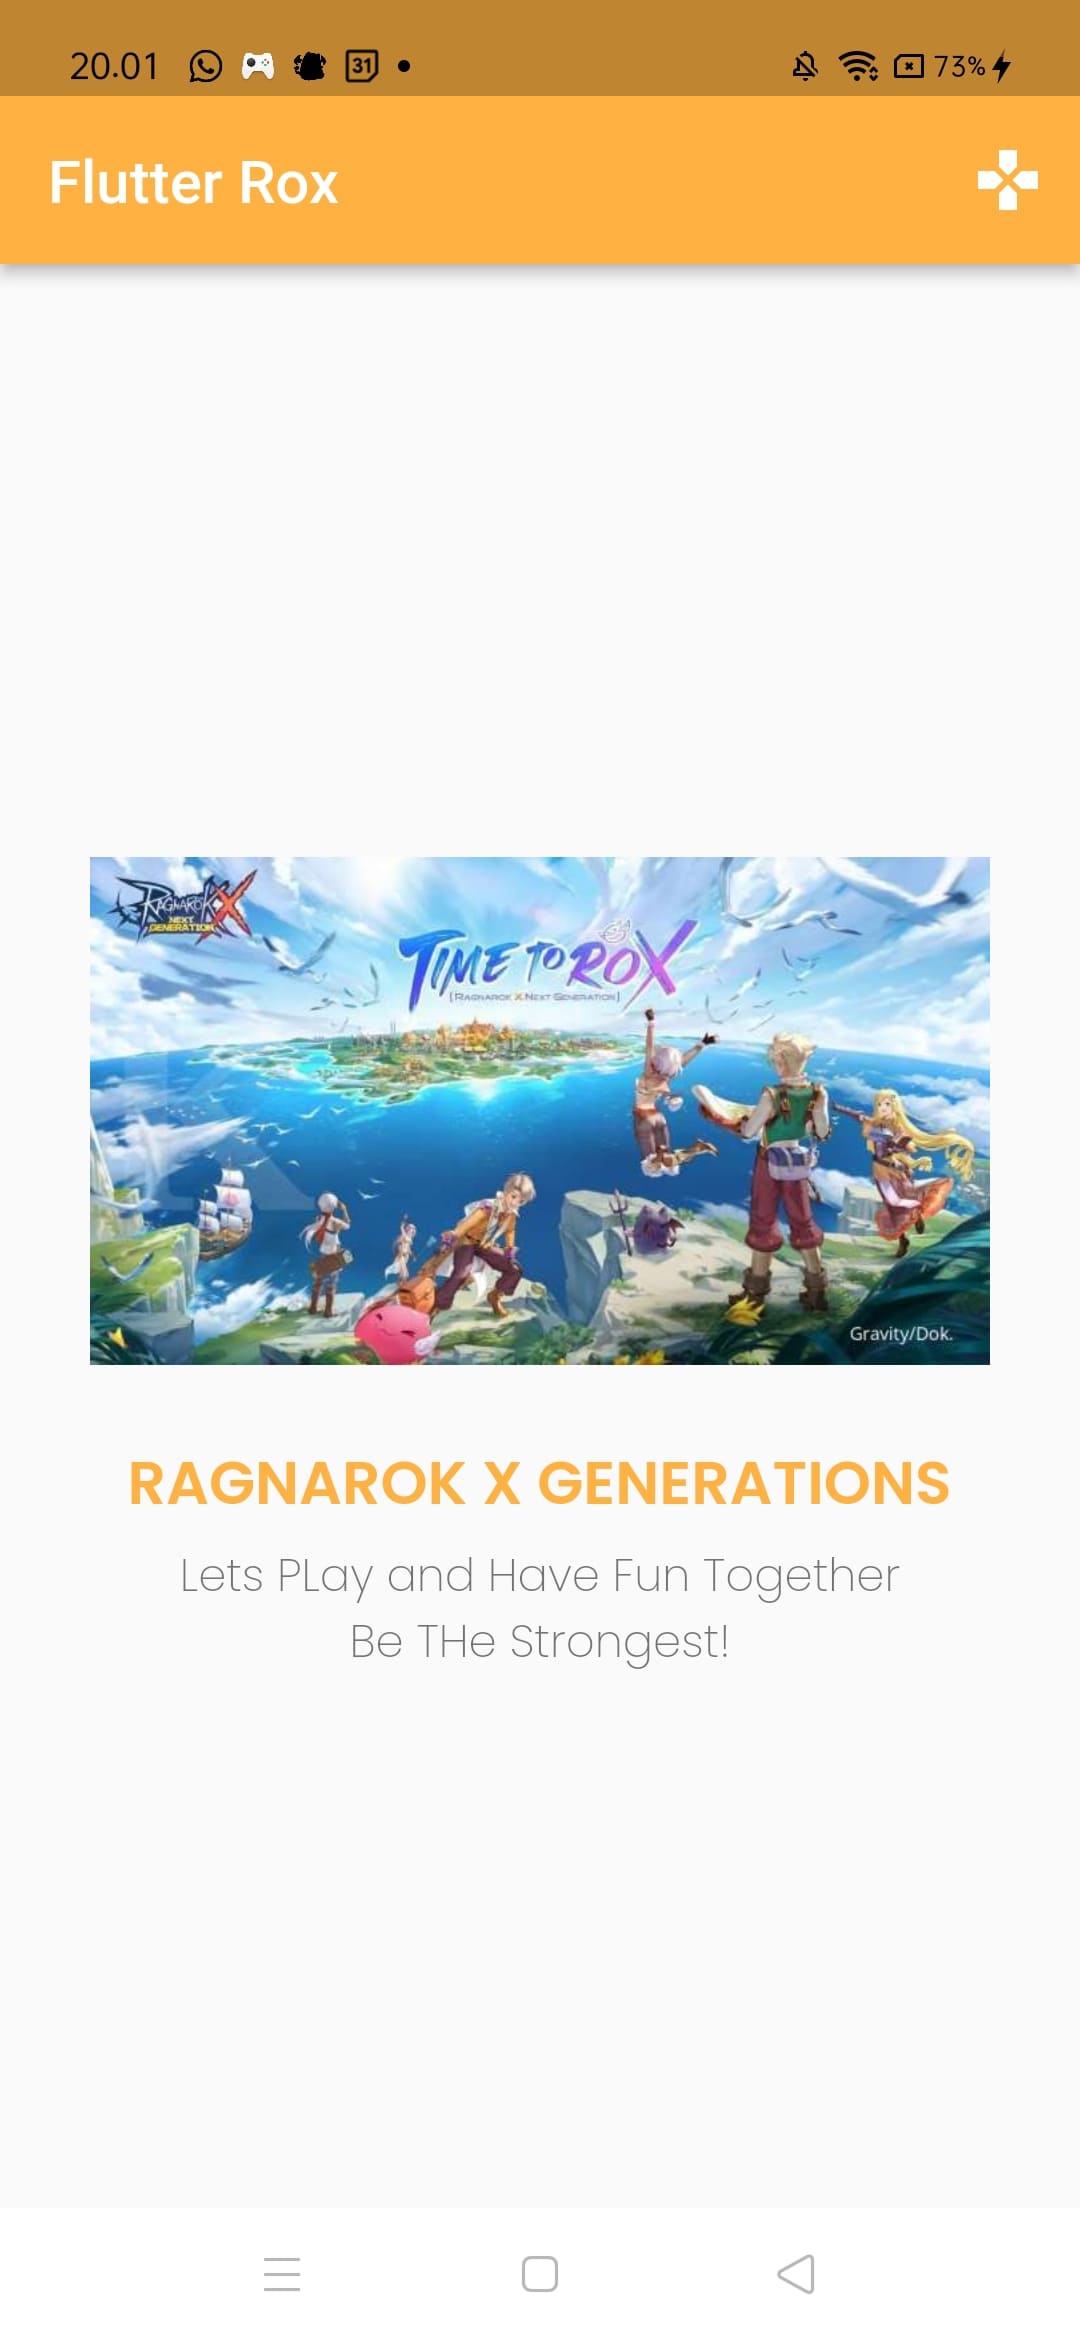 20.01 31 73%
Flutter Rox
RAGNAROK X
NEXT
GENERATION
TIME TO ROX
[RAGNAROK X NEXT GENERATION]
Gravity/Dok.
RAGNAROK X GENERATIONS
Lets PLay and Have Fun Together
Be THe Strongest!